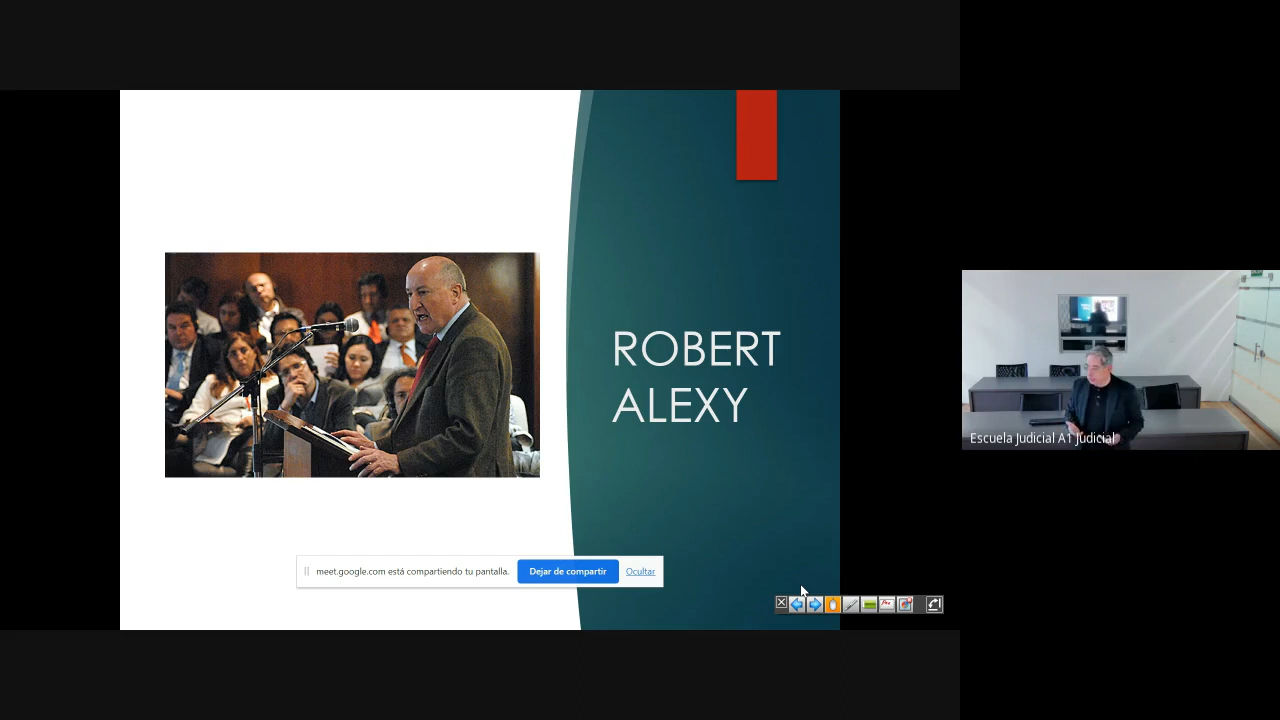 ROBERT
ALEXY
meet.google.com está compartiendo tu pantalla. Dejar de compartir Ocultar
Escuela Judicial A1 Judicial